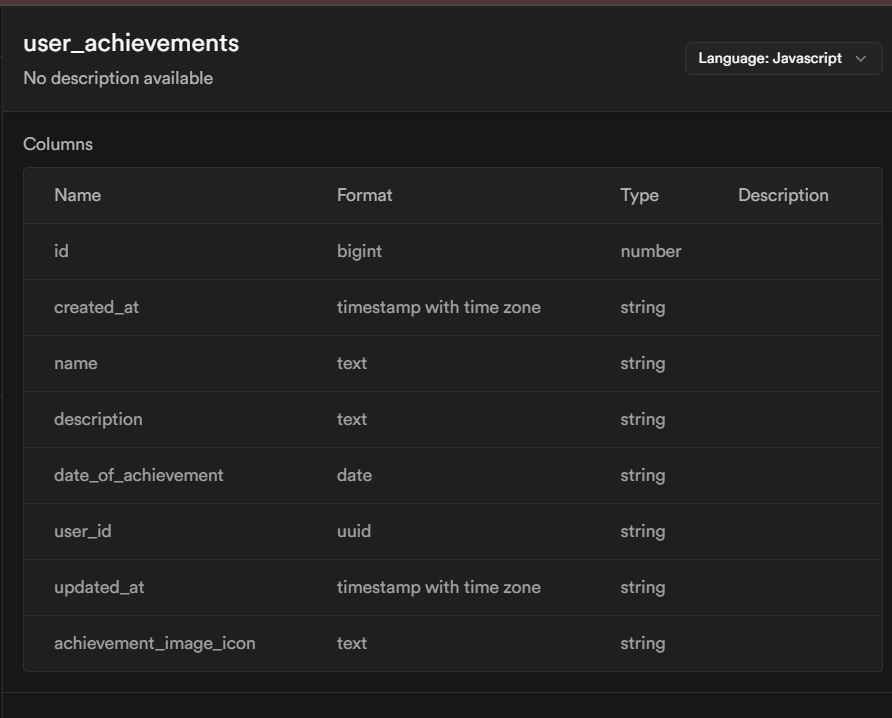 user_achievements
No description available
Language: Javascript
Columns
Name Format Type Description
id bigint number
created_at timestamp with time zone string
name text string
description text string
date_of_achievement date string
user_id uuid string
updated_at timestamp with time zone string
achievement_image_icon text string